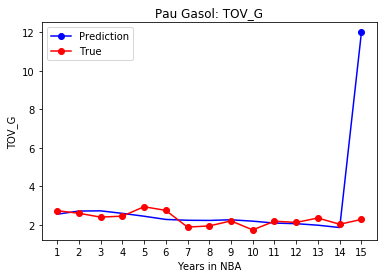 Pau Gasol: TOV_G
Prediction
True
12
10
8
6
4
2
TOV_G
1 2 3 4 5 6 7 8 9 10 11 12 13 14 15
Years in NBA